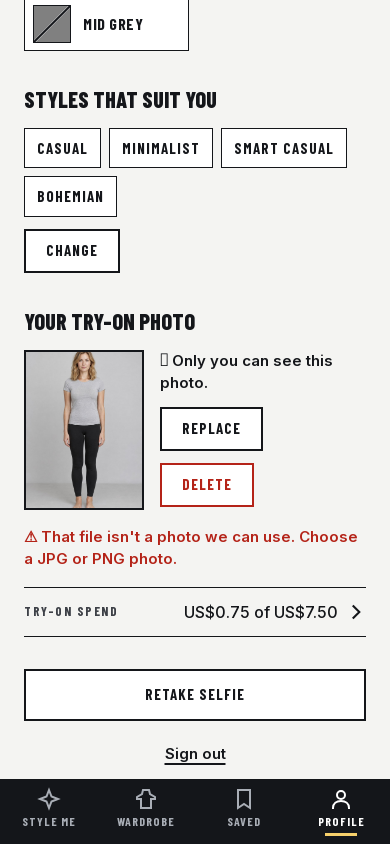 MID GREY
STYLES THAT SUIT YOU
CASUAL
MINIMALIST
SMART CASUAL
BOHEMIAN
CHANGE
YOUR TRY-ON PHOTO
Only you can see this
photo.
REPLACE
DELETE
⚠ That file isn't a photo we can use. Choose
a JPG or PNG photo.
TRY-ON SPEND
US$0.75 of US$7.50
RETAKE SELFIE
Sign out
STYLE ME
WARDROBE
SAVED
PROFILE